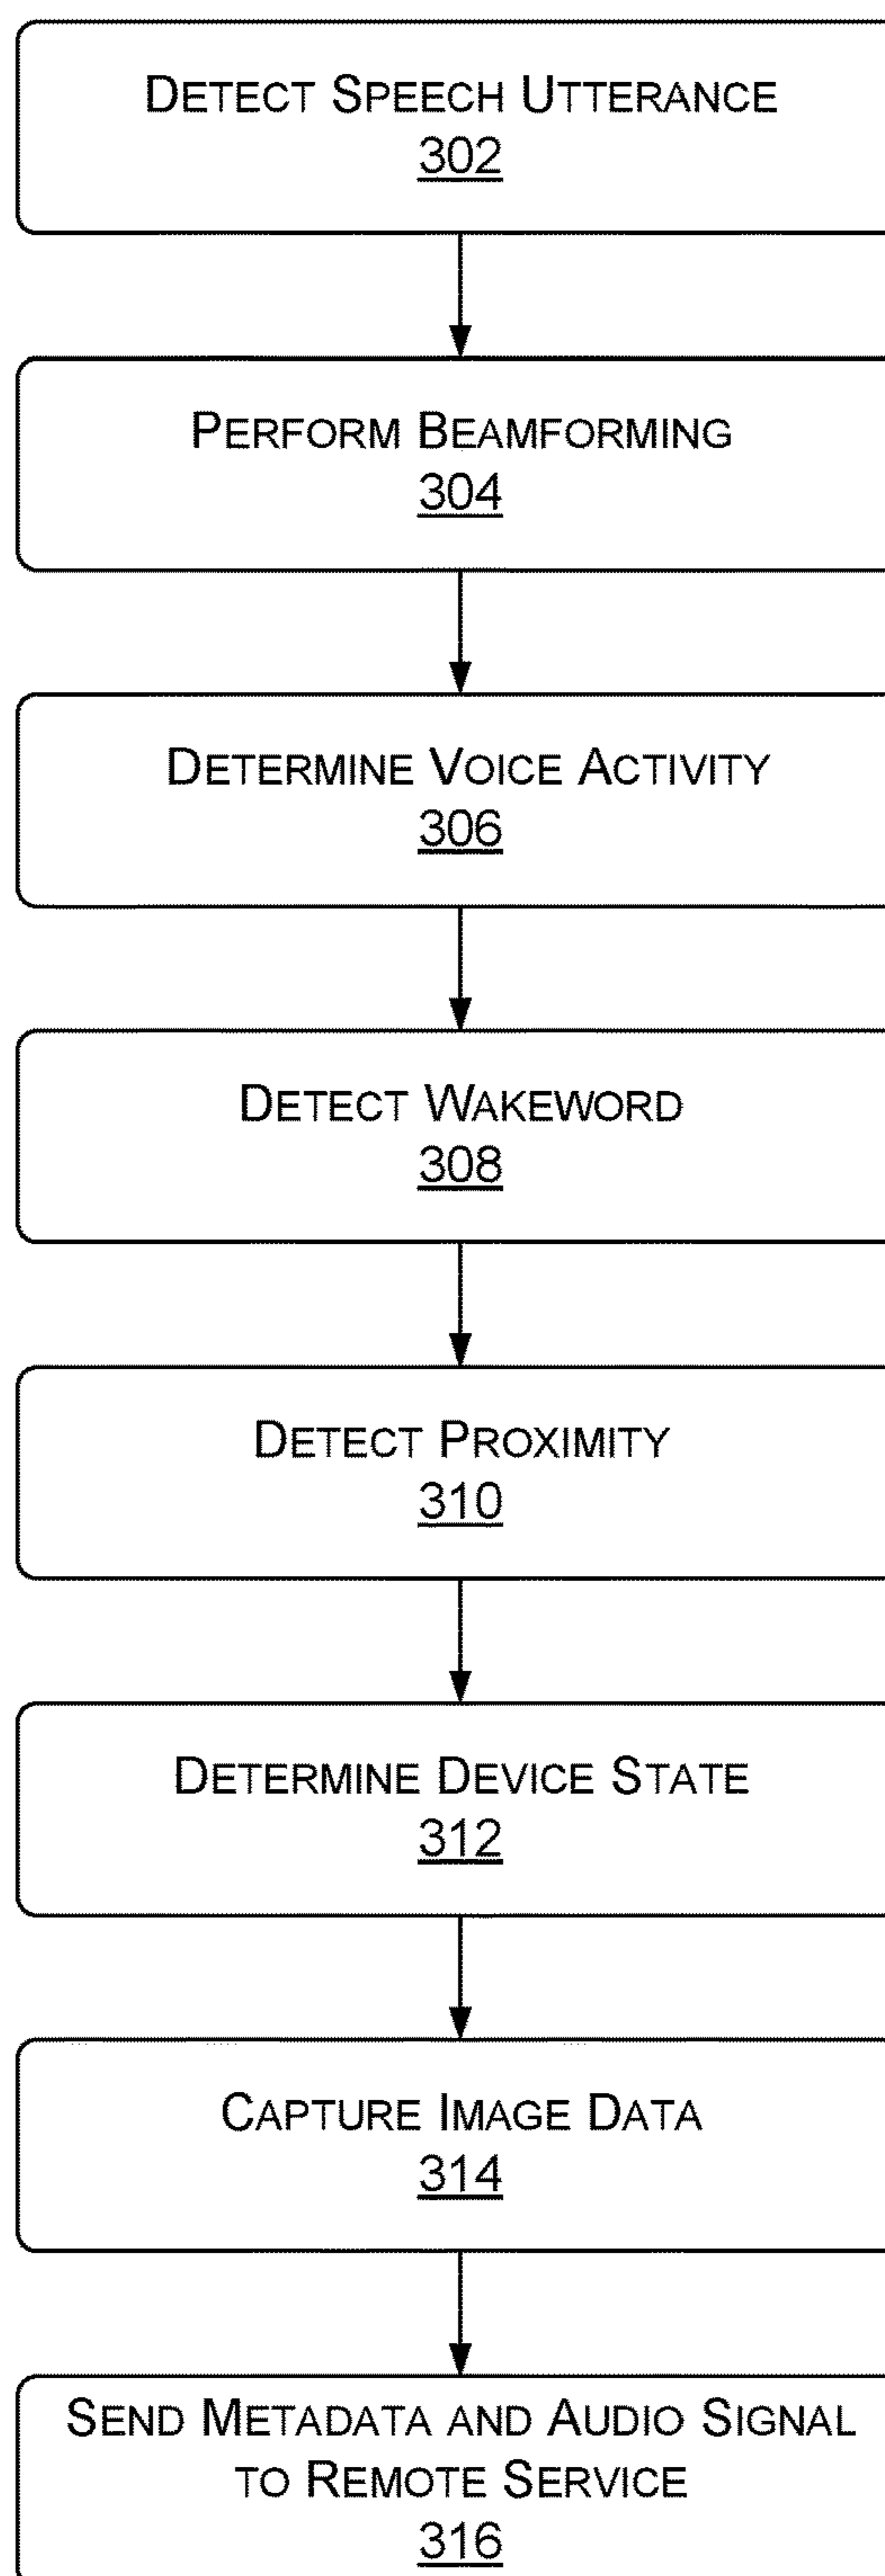 DETECT SPEECH UTTERANCE
302
PERFORM BEAMFORMING
304
DETERMINE VOICE ACTIVITY
306
DETECT WAKEWORD
308
DETECT PROXIMITY
310
DETERMINE DEVICE STATE
312
CAPTURE IMAGE DATA
314
SEND METADATA AND AUDIO SIGNAL
TO REMOTE SERVICE
316